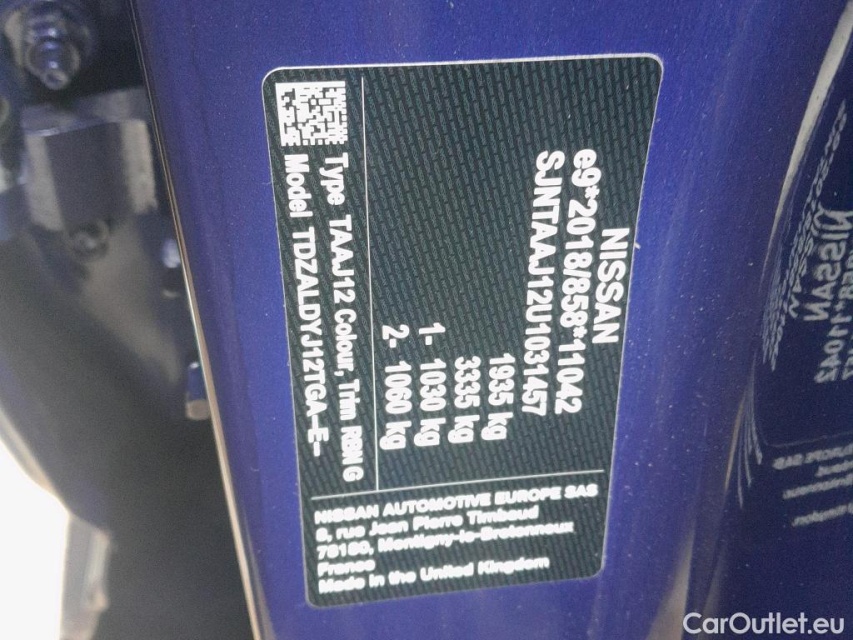 NISSAN
e9*2018/858*11042
SJNTAAJ12U1031457
1935 kg
3335 kg
1- 1030 kg
2- 1060 kg
Type TAAJ12 Colour, Trim RBN G
Model TDZALDYJ12TGA-E-
NISSAN AUTOMOTIVE EUROPE SAS
8, rue Jean Pierre Timbaud
78180, Montigny-le-Bretonneux
France
Made in the United Kingdom
NISSAN
CarOutlet.eu